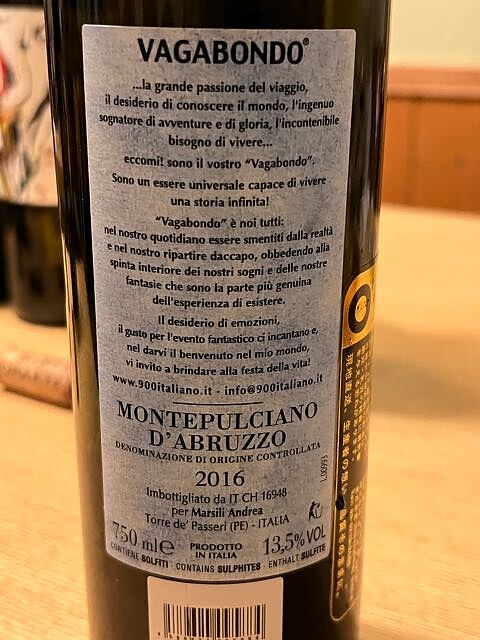 VAGABONDO®
...la grande passione del viaggio,
il desiderio di conoscere il mondo, l'ingenuo
sognatore di avventure e di gloria, l'incontenibile
bisogno di vivere...
eccomi! sono il vostro "Vagabondo".
Sono un essere universale capace di vivere
una storia infinita!
"Vagabondo" è noi tutti:
nel nostro quotidiano essere smentiti dalla realtà
e nel nostro ripartire daccapo, obbedendo alla
spinta interiore dei nostri sogni e delle nostre
fantasie che sono la parte più genuina
dell'esperienza di esistere.
Il desiderio di emozioni,
il gusto per l'evento fantastico ci incantano e,
nel darvi il benvenuto nel mio mondo,
vi invito a brindare alla festa della vita!
www.900italiano.it - info@900italiano.it
MONTEPULCIANO
D'ABRUZZO
DENOMINAZIONE DI ORIGINE CONTROLLATA
2016
L00993
Imbottigliato da IT CH 16948
per Marsili Andrea
Torre de' Passeri (PE) - ITALIA
750 ml e
PRODOTTO
IN ITALIA
13,5% VOL
CONTIENE SOLFITI · CONTAINS SULPHITES · ENTHÄLT SULFITE